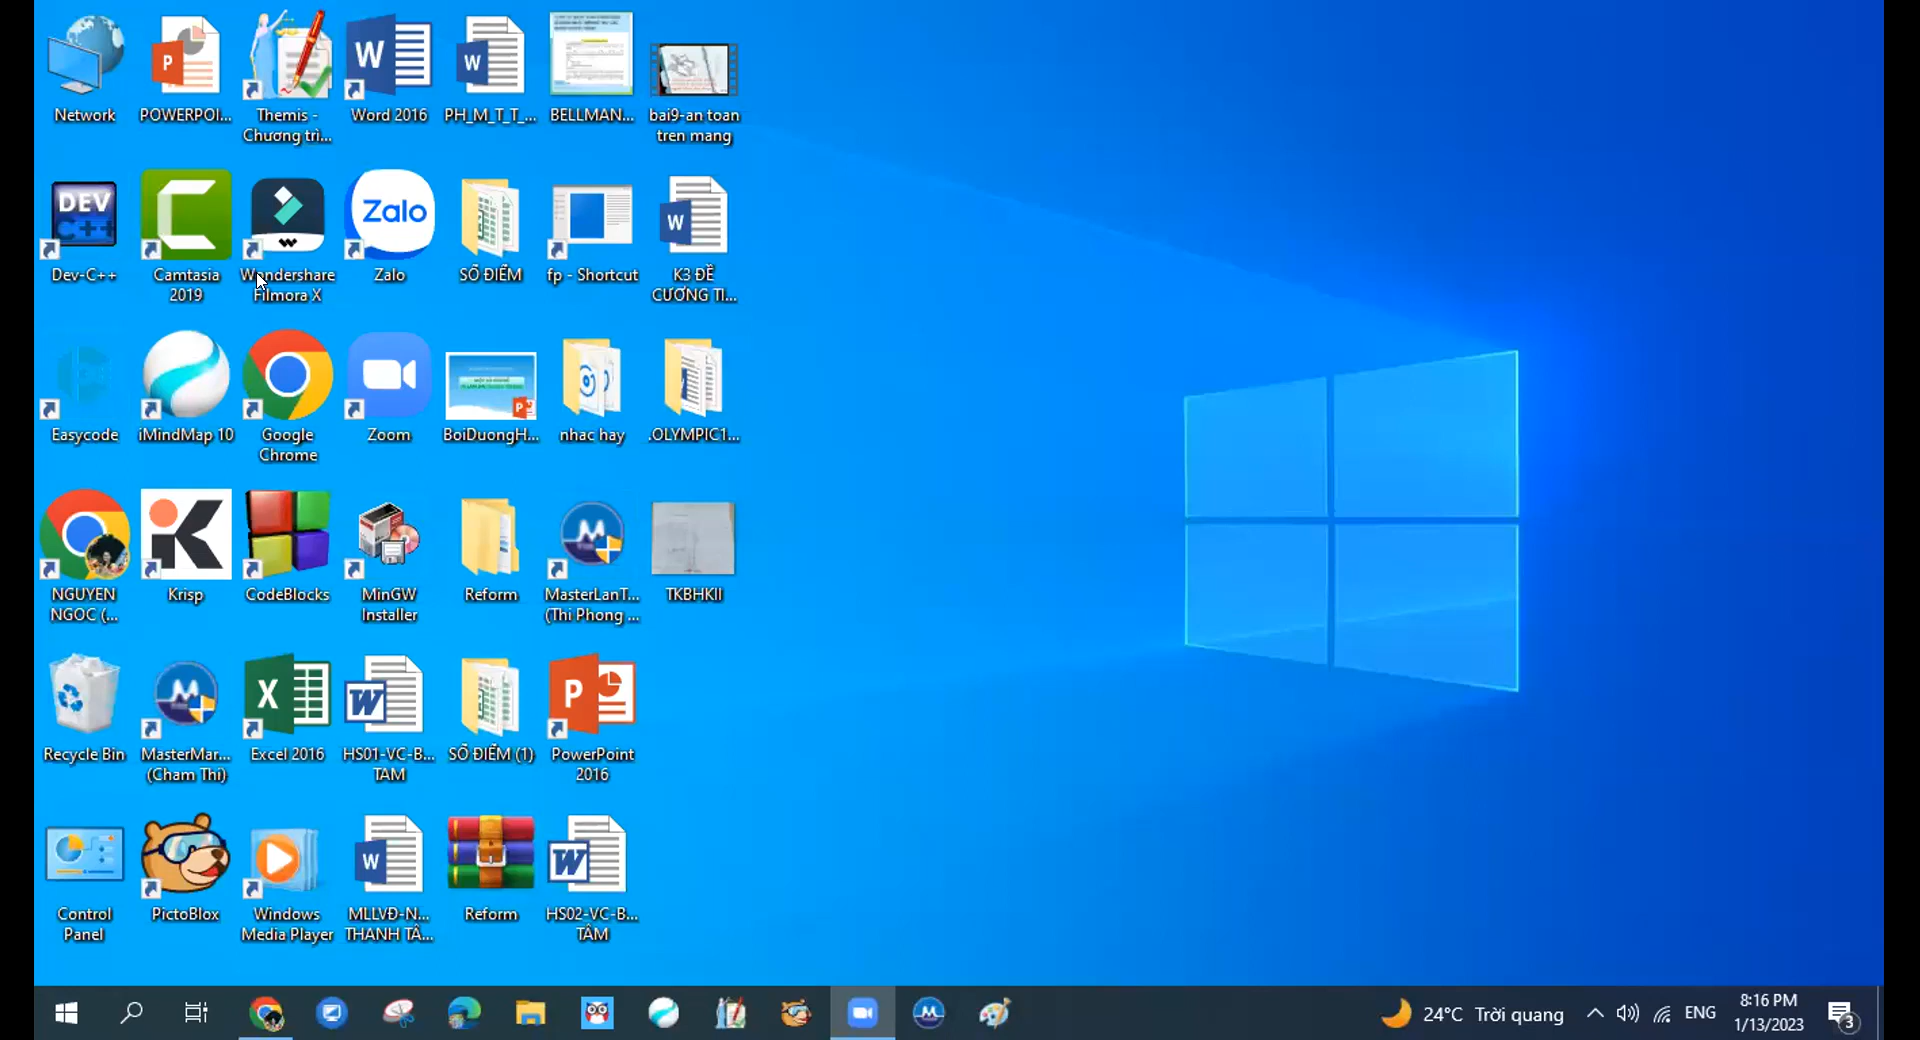 Network
POWERPOI...
Themis -
Chương trì...
Word 2016
PH_M_T_T_...
BELLMAN...
bai9-an toan
tren mang
DEV
C++
Zalo
Dev-C++
Camtasia
2019
Wondershare
Filmora X
Zalo
SỔ ĐIỂM
fp - Shortcut
K3 ĐỀ
CƯƠNG TI...
Easycode
iMindMap 10
Google
Chrome
Zoom
BoiDuongH...
nhac hay
.OLYMPIC1...
NGUYEN
NGOC (...
Krisp
CodeBlocks
MinGW
Installer
Reform
MasterLanT...
(Thi Phong ...
TKBHKII
Recycle Bin
MasterMar...
(Cham Thi)
Excel 2016
HS01-VC-B...
TAM
SỔ ĐIỂM (1)
PowerPoint
2016
Control
Panel
PictoBlox
Windows
Media Player
MLLVĐ-N...
THANH TÂ...
Reform
HS02-VC-B...
TÂM
24°C Trời quang
ENG
8:16 PM
1/13/2023
3